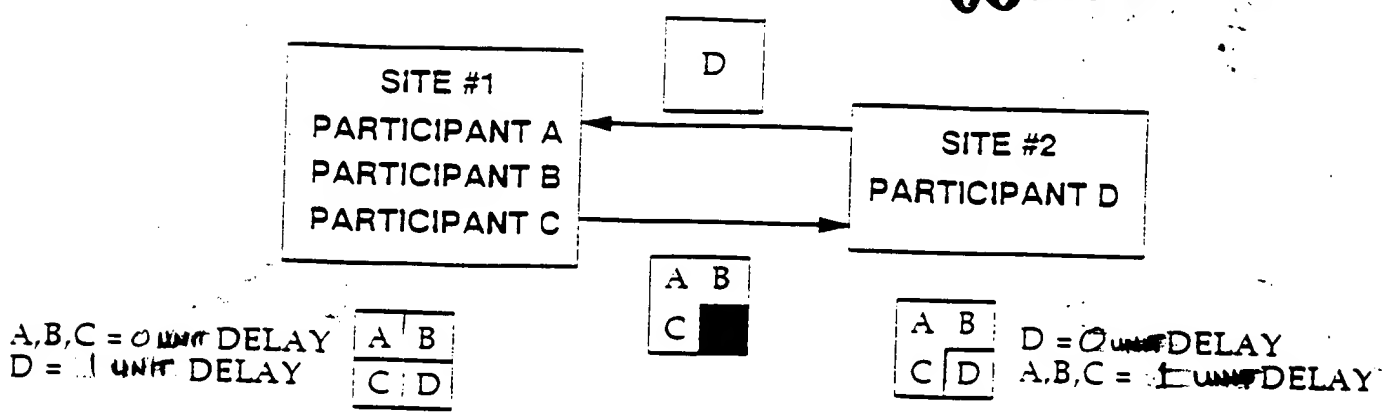 D
SITE #1
PARTICIPANT A
PARTICIPANT B
PARTICIPANT C
SITE #2
PARTICIPANT D
A B
C
A,B,C = 0 UNIT DELAY
D = 1 UNIT DELAY
A B
C D
A B
C D
D = 0 UNIT DELAY
A,B,C = 1 UNIT DELAY